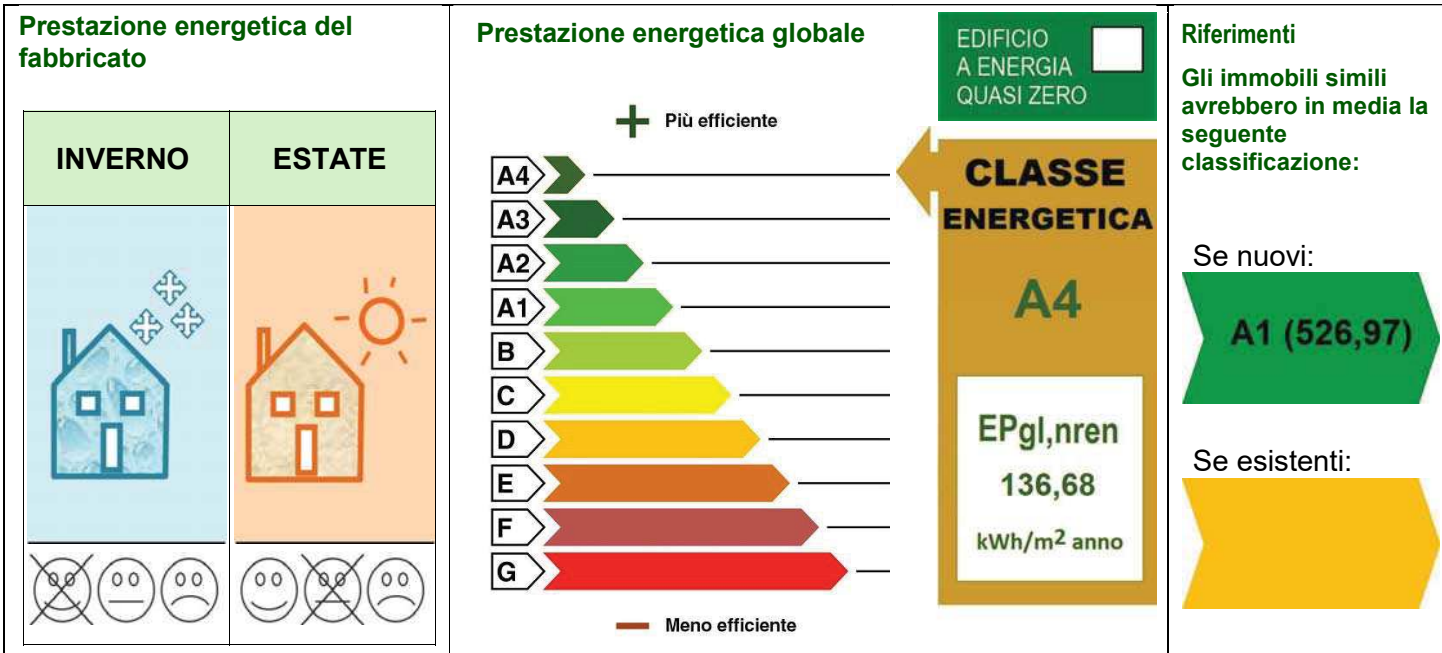 Prestazione energetica del
fabbricato
INVERNO
ESTATE
Prestazione energetica globale
Più efficiente
A4
A3
A2
A1
B
C
D
E
F
G
Meno efficiente
EDIFICIO
A ENERGIA
QUASI ZERO
CLASSE
ENERGETICA
A4
EPgl,nren
136,68
kWh/m² anno
Riferimenti
Gli immobili simili
avrebbero in media la
seguente
classificazione:
Se nuovi:
A1 (526,97)
Se esistenti: